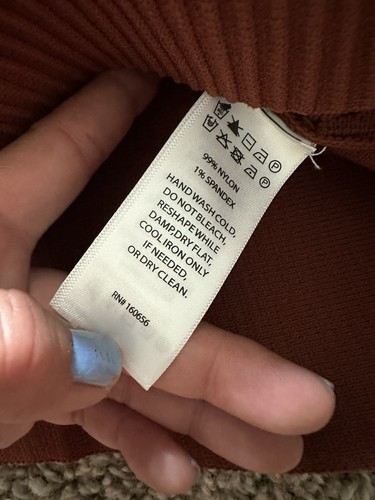 99% NYLON
1% SPANDEX
HAND WASH COLD,
DO NOT BLEACH,
RESHAPE WHILE
DAMP,DRY FLAT,
COOL IRON ONLY
IF NEEDED,
OR DRY CLEAN.
RN# 160656